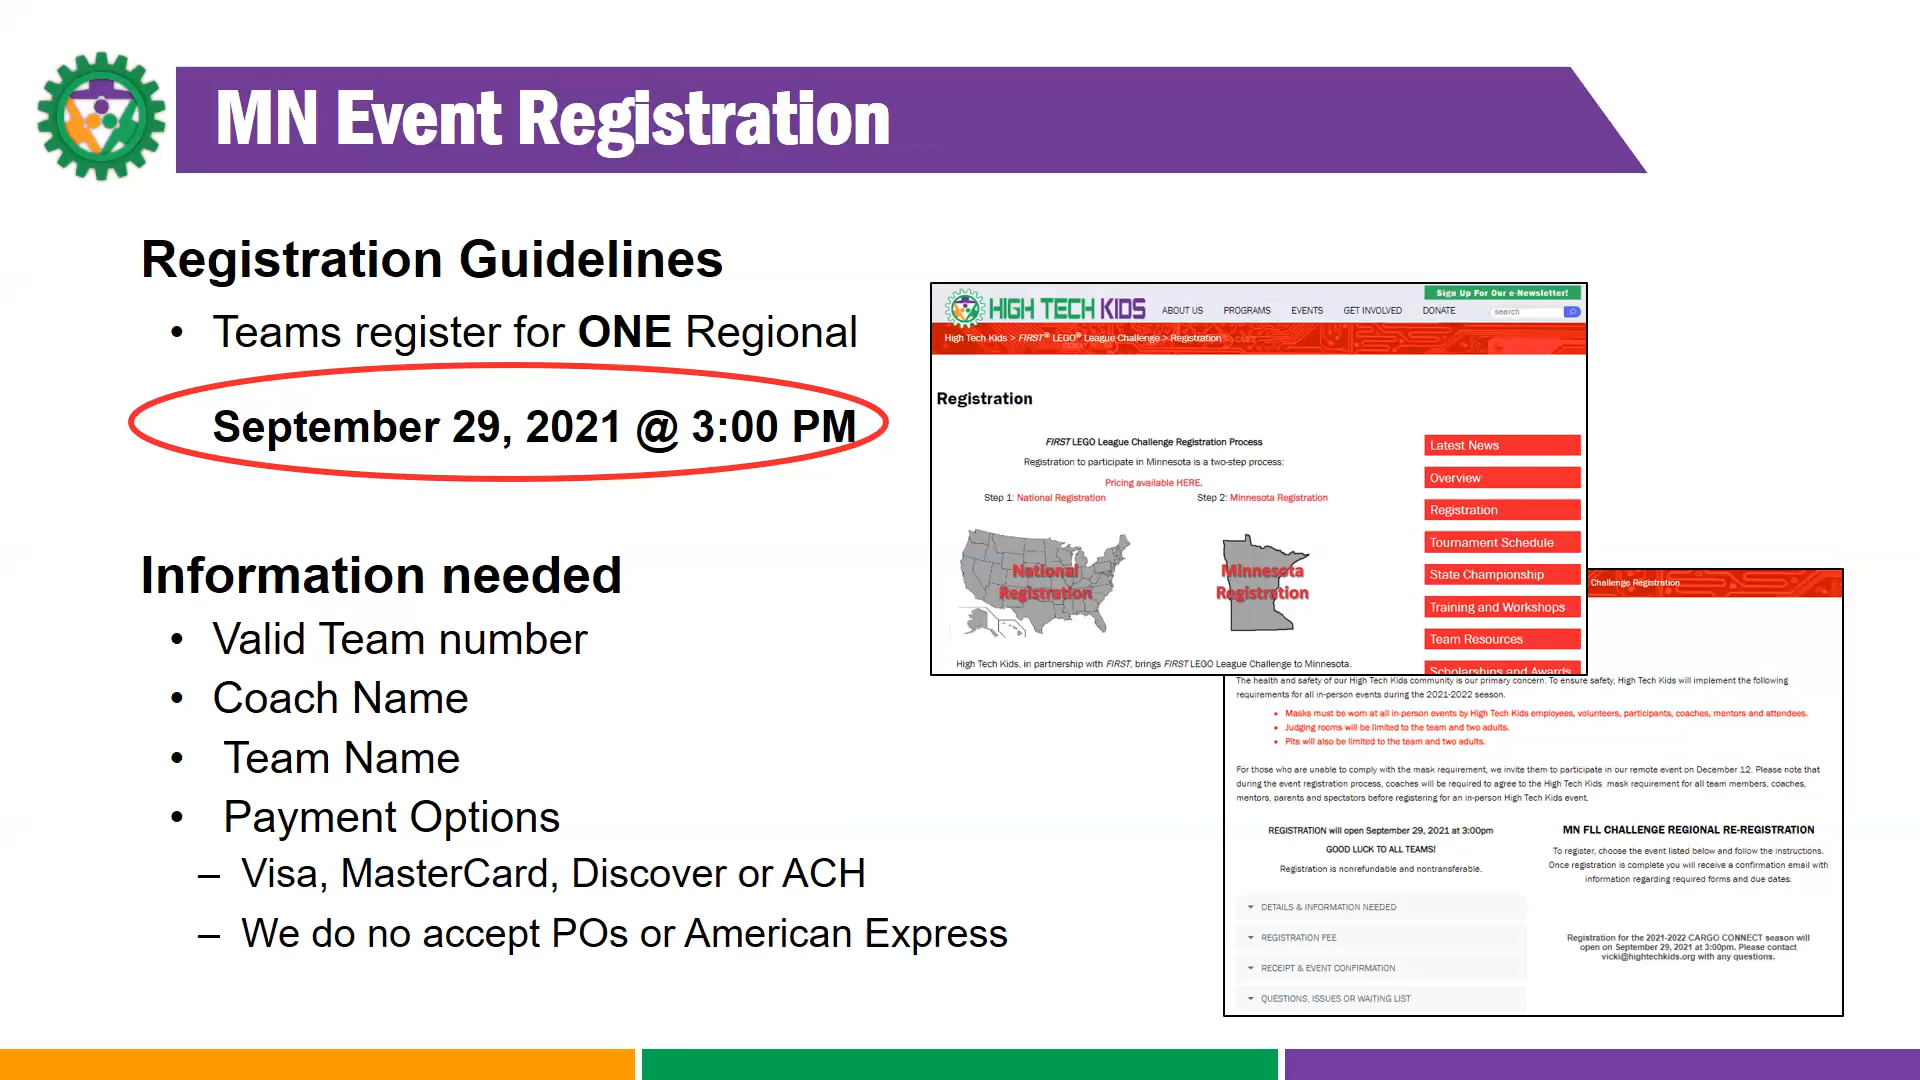 MN Event Registration
Registration Guidelines
• Teams register for ONE Regional
September 29, 2021 @ 3:00 PM
Information needed
• Valid Team number
• Coach Name
• Team Name
• Payment Options
– Visa, MasterCard, Discover or ACH
– We do no accept POs or American Express
Sign Up For Our e-Newsletter!
HIGH TECH KIDS
ABOUT US PROGRAMS EVENTS GET INVOLVED DONATE search
High Tech Kids > FIRST® LEGO® League Challenge > Registration
Registration
FIRST LEGO League Challenge Registration Process
Registration to participate in Minnesota is a two-step process:
Pricing available HERE.
Step 1: National Registration Step 2: Minnesota Registration
National
Registration
Minnesota
Registration
High Tech Kids, in partnership with FIRST, brings FIRST LEGO League Challenge to Minnesota.
Latest News
Overview
Registration
Tournament Schedule
State Championship
Training and Workshops
Team Resources
Scholarships and Awards
Challenge Registration
The health and safety of our High Tech Kids community is our primary concern. To ensure safety, High Tech Kids will implement the following
requirements for all in-person events during the 2021-2022 season.
• Masks must be worn at all in-person events by High Tech Kids employees, volunteers, participants, coaches, mentors and attendees.
• Judging rooms will be limited to the team and two adults.
• Pits will also be limited to the team and two adults.
For those who are unable to comply with the mask requirement, we invite them to participate in our remote event on December 12. Please note that
during the event registration process, coaches will be required to agree to the High Tech Kids mask requirement for all team members, coaches,
mentors, parents and spectators before registering for an in-person High Tech Kids event.
REGISTRATION will open September 29, 2021 at 3:00pm
GOOD LUCK TO ALL TEAMS!
Registration is nonrefundable and nontransferable.
DETAILS & INFORMATION NEEDED
REGISTRATION FEE
RECEIPT & EVENT CONFIRMATION
QUESTIONS, ISSUES OR WAITING LIST
MN FLL CHALLENGE REGIONAL RE-REGISTRATION
To register, choose the event listed below and follow the instructions.
Once registration is complete you will receive a confirmation email with
information regarding required forms and due dates.
Registration for the 2021-2022 CARGO CONNECT season will
open on September 29, 2021 at 3:00pm. Please contact
vicki@hightechkids.org with any questions.